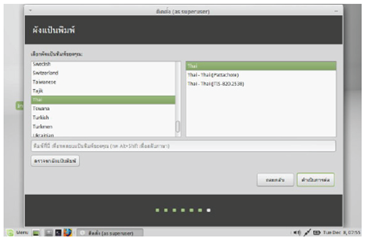 ติดตั้ง (as superuser)
ผังแป้นพิมพ์
เลือกผังแป้นพิมพ์ของคุณ:
Swedish
Switzerland
Taiwanese
Tajik
Thai
Tswana
Turkish
Turkmen
Ukrainian
Thai
Thai - Thai (Pattachote)
Thai - Thai (TIS-820.2538)
ตรวจหาผังแป้นพิมพ์
ถอยกลับ
ดำเนินการต่อ
Menu
ติดตั้ง (as superuser)
Tue Dec 8, 07:55